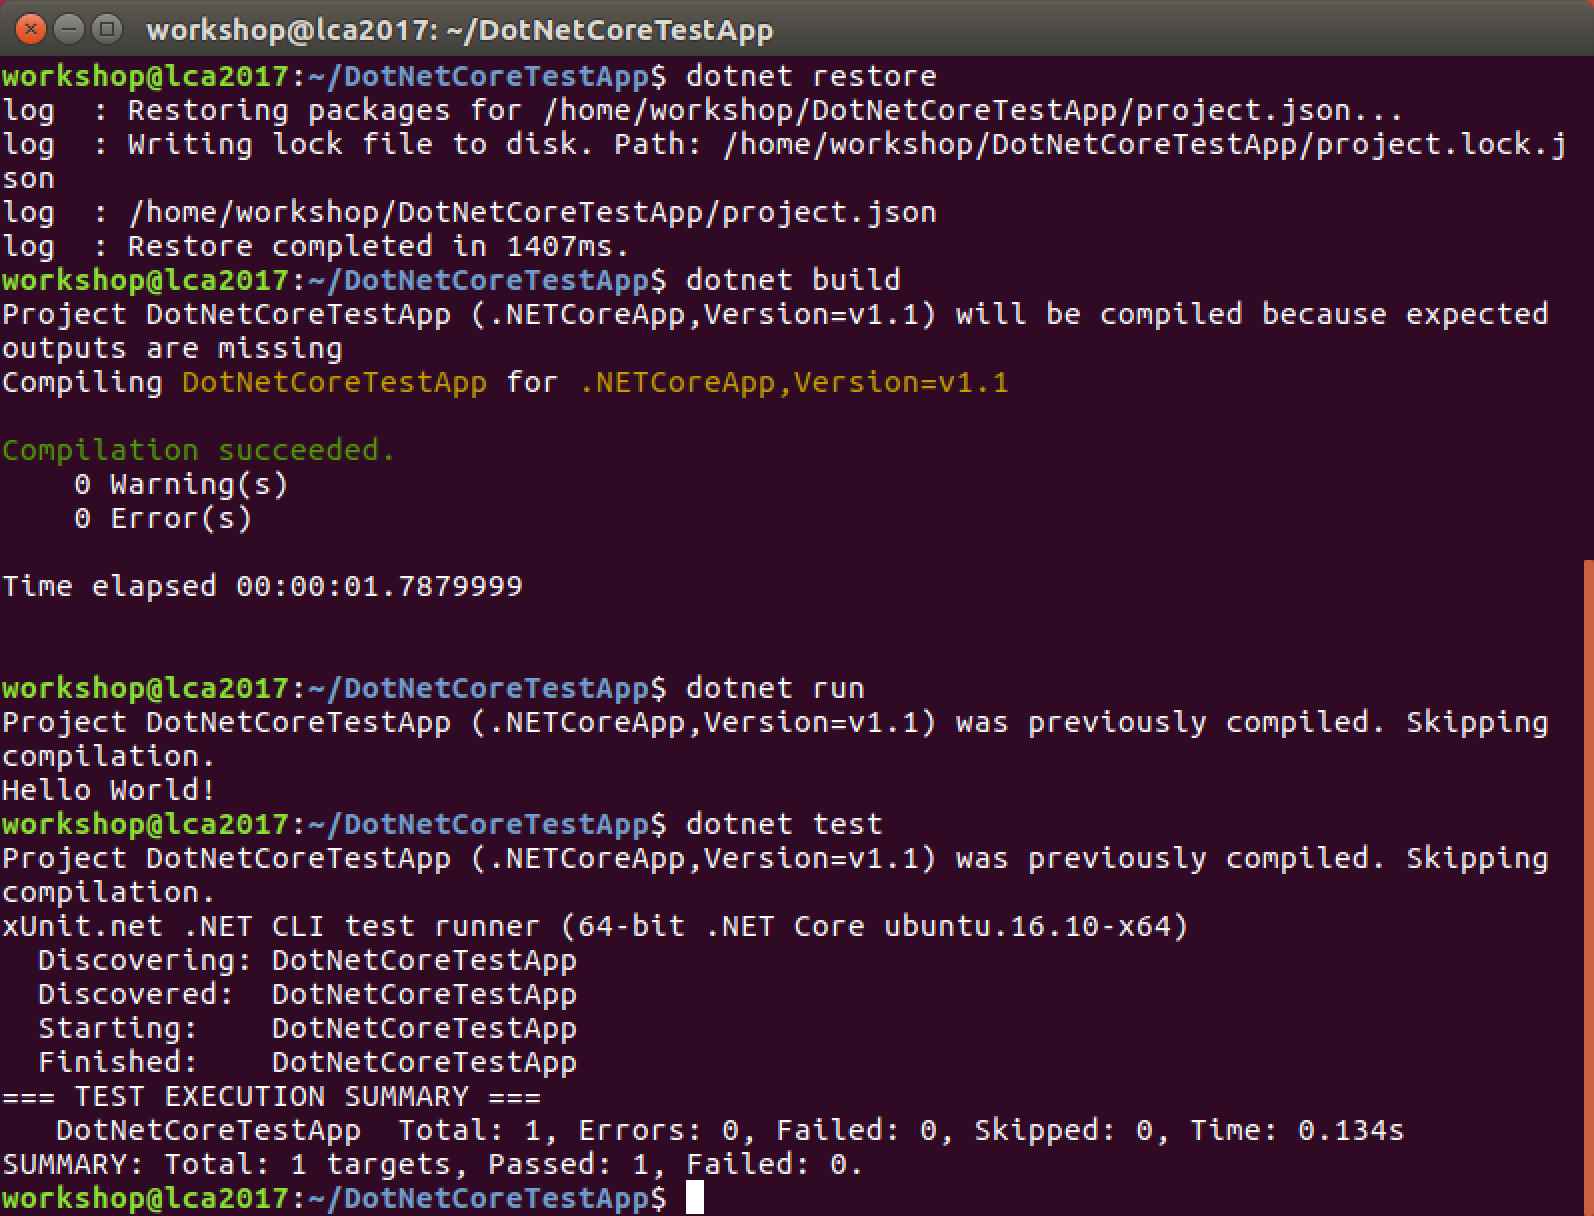 workshop@lca2017: ~/DotNetCoreTestApp
workshop@lca2017:~/DotNetCoreTestApp$ dotnet restore
log  : Restoring packages for /home/workshop/DotNetCoreTestApp/project.json...
log  : Writing lock file to disk. Path: /home/workshop/DotNetCoreTestApp/project.lock.j
son
log  : /home/workshop/DotNetCoreTestApp/project.json
log  : Restore completed in 1407ms.
workshop@lca2017:~/DotNetCoreTestApp$ dotnet build
Project DotNetCoreTestApp (.NETCoreApp,Version=v1.1) will be compiled because expected
outputs are missing
Compiling DotNetCoreTestApp for .NETCoreApp,Version=v1.1
Compilation succeeded.
    0 Warning(s)
    0 Error(s)
Time elapsed 00:00:01.7879999
workshop@lca2017:~/DotNetCoreTestApp$ dotnet run
Project DotNetCoreTestApp (.NETCoreApp,Version=v1.1) was previously compiled. Skipping
compilation.
Hello World!
workshop@lca2017:~/DotNetCoreTestApp$ dotnet test
Project DotNetCoreTestApp (.NETCoreApp,Version=v1.1) was previously compiled. Skipping
compilation.
xUnit.net .NET CLI test runner (64-bit .NET Core ubuntu.16.10-x64)
  Discovering: DotNetCoreTestApp
  Discovered:  DotNetCoreTestApp
  Starting:    DotNetCoreTestApp
  Finished:    DotNetCoreTestApp
=== TEST EXECUTION SUMMARY ===
   DotNetCoreTestApp  Total: 1, Errors: 0, Failed: 0, Skipped: 0, Time: 0.134s
SUMMARY: Total: 1 targets, Passed: 1, Failed: 0.
workshop@lca2017:~/DotNetCoreTestApp$